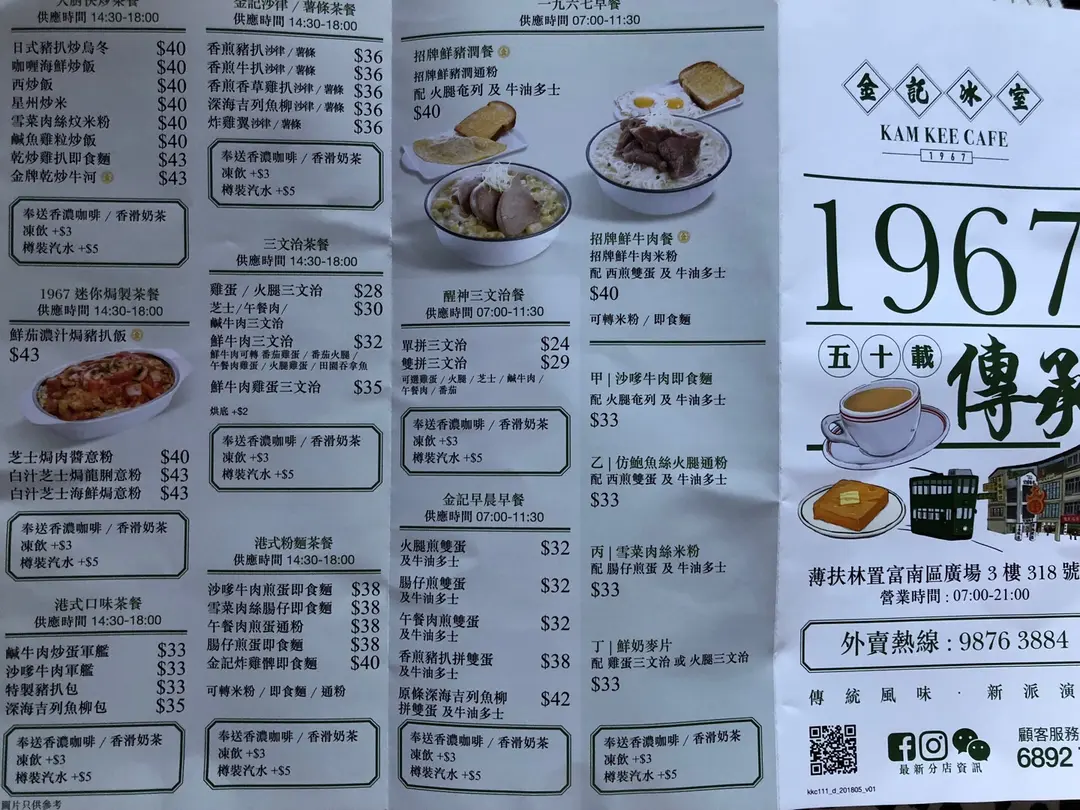 大廚快炒茶餐
供應時間 14:30-18:00
日式豬扒炒烏冬 $40
咖喱海鮮炒飯 $40
西炒飯 $40
星州炒米 $40
雪菜肉絲炆米粉 $40
鹹魚雞粒炒飯 $40
乾炒雞扒即食麵 $43
金牌乾炒牛河 $43
奉送香濃咖啡 / 香滑奶茶
凍飲 +$3
樽裝汽水 +$5
1967 迷你焗製茶餐
供應時間 14:30-18:00
鮮茄濃汁焗豬扒飯
$43
芝士焗肉醬意粉 $40
白汁芝士焗龍脷意粉 $43
白汁芝士海鮮焗意粉 $43
奉送香濃咖啡 / 香滑奶茶
凍飲 +$3
樽裝汽水 +$5
港式口味茶餐
供應時間 14:30-18:00
鹹牛肉炒蛋軍艦 $33
沙嗲牛肉軍艦 $33
特製豬扒包 $33
深海吉列魚柳包 $35
奉送香濃咖啡 / 香滑奶茶
凍飲 +$3
樽裝汽水 +$5
圖片只供參考
金記沙律 / 薯條茶餐
供應時間 14:30-18:00
香煎豬扒沙律 / 薯條 $36
香煎牛扒沙律 / 薯條 $36
香煎香草雞扒沙律 / 薯條 $36
深海吉列魚柳沙律 / 薯條 $36
炸雞翼沙律 / 薯條 $36
奉送香濃咖啡 / 香滑奶茶
凍飲 +$3
樽裝汽水 +$5
三文治茶餐
供應時間 14:30-18:00
雞蛋 / 火腿三文治 $28
芝士/午餐肉/ $30
鹹牛肉三文治
鮮牛肉三文治 $32
鮮牛肉可轉 番茄雞蛋 / 番茄火腿 /
午餐肉雞蛋 / 火腿雞蛋 / 田園吞拿魚
鮮牛肉雞蛋三文治 $35
烘底 +$2
奉送香濃咖啡 / 香滑奶茶
凍飲 +$3
樽裝汽水 +$5
港式粉麵茶餐
供應時間 14:30-18:00
沙嗲牛肉煎蛋即食麵 $38
雪菜肉絲腸仔即食麵 $38
午餐肉煎蛋通粉 $38
腸仔煎蛋即食麵 $38
金記炸雞髀即食麵 $40
可轉米粉 / 即食麵 / 通粉
奉送香濃咖啡 / 香滑奶茶
凍飲 +$3
樽裝汽水 +$5
一九六七早餐
供應時間 07:00-11:30
招牌鮮豬潤餐
招牌鮮豬潤通粉
配 火腿奄列 及 牛油多士
$40
招牌鮮牛肉餐
招牌鮮牛肉米粉
配 西煎雙蛋 及 牛油多士
$40
可轉米粉 / 即食麵
醒神三文治餐
供應時間 07:00-11:30
單拼三文治 $24
雙拼三文治 $29
可選雞蛋 / 火腿 / 芝士 / 鹹牛肉 /
午餐肉 / 番茄
奉送香濃咖啡 / 香滑奶茶
凍飲 +$3
樽裝汽水 +$5
金記早晨早餐
供應時間 07:00-11:30
火腿煎雙蛋 $32
及牛油多士
腸仔煎雙蛋 $32
及牛油多士
午餐肉煎雙蛋 $32
及牛油多士
香煎豬扒拼雙蛋 $38
及牛油多士
原條深海吉列魚柳 $42
拼雙蛋 及牛油多士
奉送香濃咖啡 / 香滑奶茶
凍飲 +$3
樽裝汽水 +$5
甲 | 沙嗲牛肉即食麵
配 火腿奄列 及 牛油多士
$33
乙 | 仿鮑魚絲火腿通粉
配 西煎雙蛋 及 牛油多士
$33
丙 | 雪菜肉絲米粉
配 腸仔煎蛋 及 牛油多士
$33
丁 | 鮮奶麥片
配 雞蛋三文治 或 火腿三文治
$33
奉送香濃咖啡 / 香滑奶茶
凍飲 +$3
樽裝汽水 +$5
金記冰室
KAM KEE CAFE
1967
1967
五十載
傳承
薄扶林置富南區廣場 3 樓 318 號
營業時間 : 07:00-21:00
外賣熱線 : 9876 3884
傳統風味 · 新派演
最新分店資訊
顧客服務
6892
kkc111_d_201805_v01